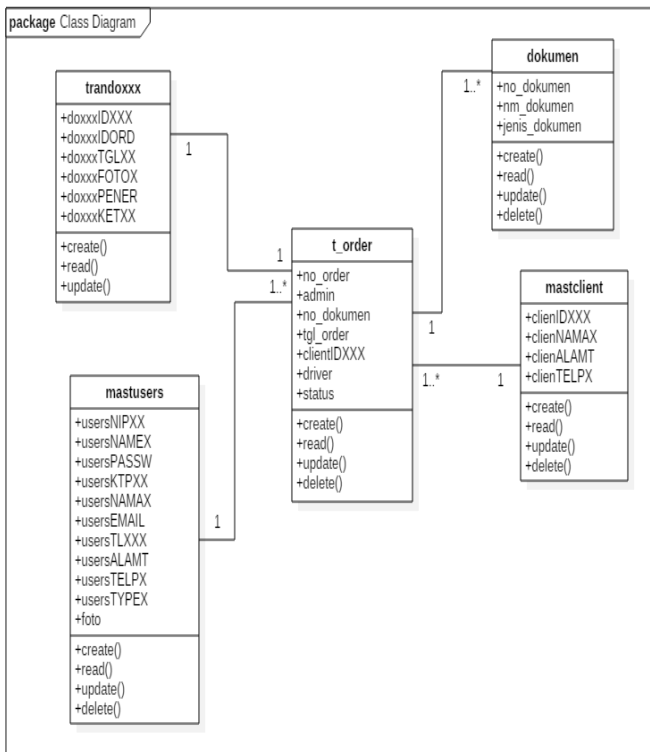 package Class Diagram
trandoxxx
+doxxxIDXXX
+doxxxIDORD
+doxxxTGLXX
+doxxxFOTOX
+doxxxPENER
+doxxxKETXX
+create()
+read()
+update()
1
dokumen
+no_dokumen
+nm_dokumen
+jenis_dokumen
+create()
+read()
+update()
+delete()
1..*
t_order
+no_order
+admin
+no_dokumen
+tgl_order
+clientIDXXX
+driver
+status
+create()
+read()
+update()
+delete()
1
1..*
1
1..*
1
mastclient
+clienIDXXX
+clienNAMAX
+clienALAMT
+clienTELPX
+create()
+read()
+update()
+delete()
mastusers
+usersNIPXX
+usersNAMEX
+usersPASSW
+usersKTPXX
+usersNAMAX
+usersEMAIL
+usersTLXXX
+usersALAMT
+usersTELPX
+usersTYPEX
+foto
+create()
+read()
+update()
+delete()
1